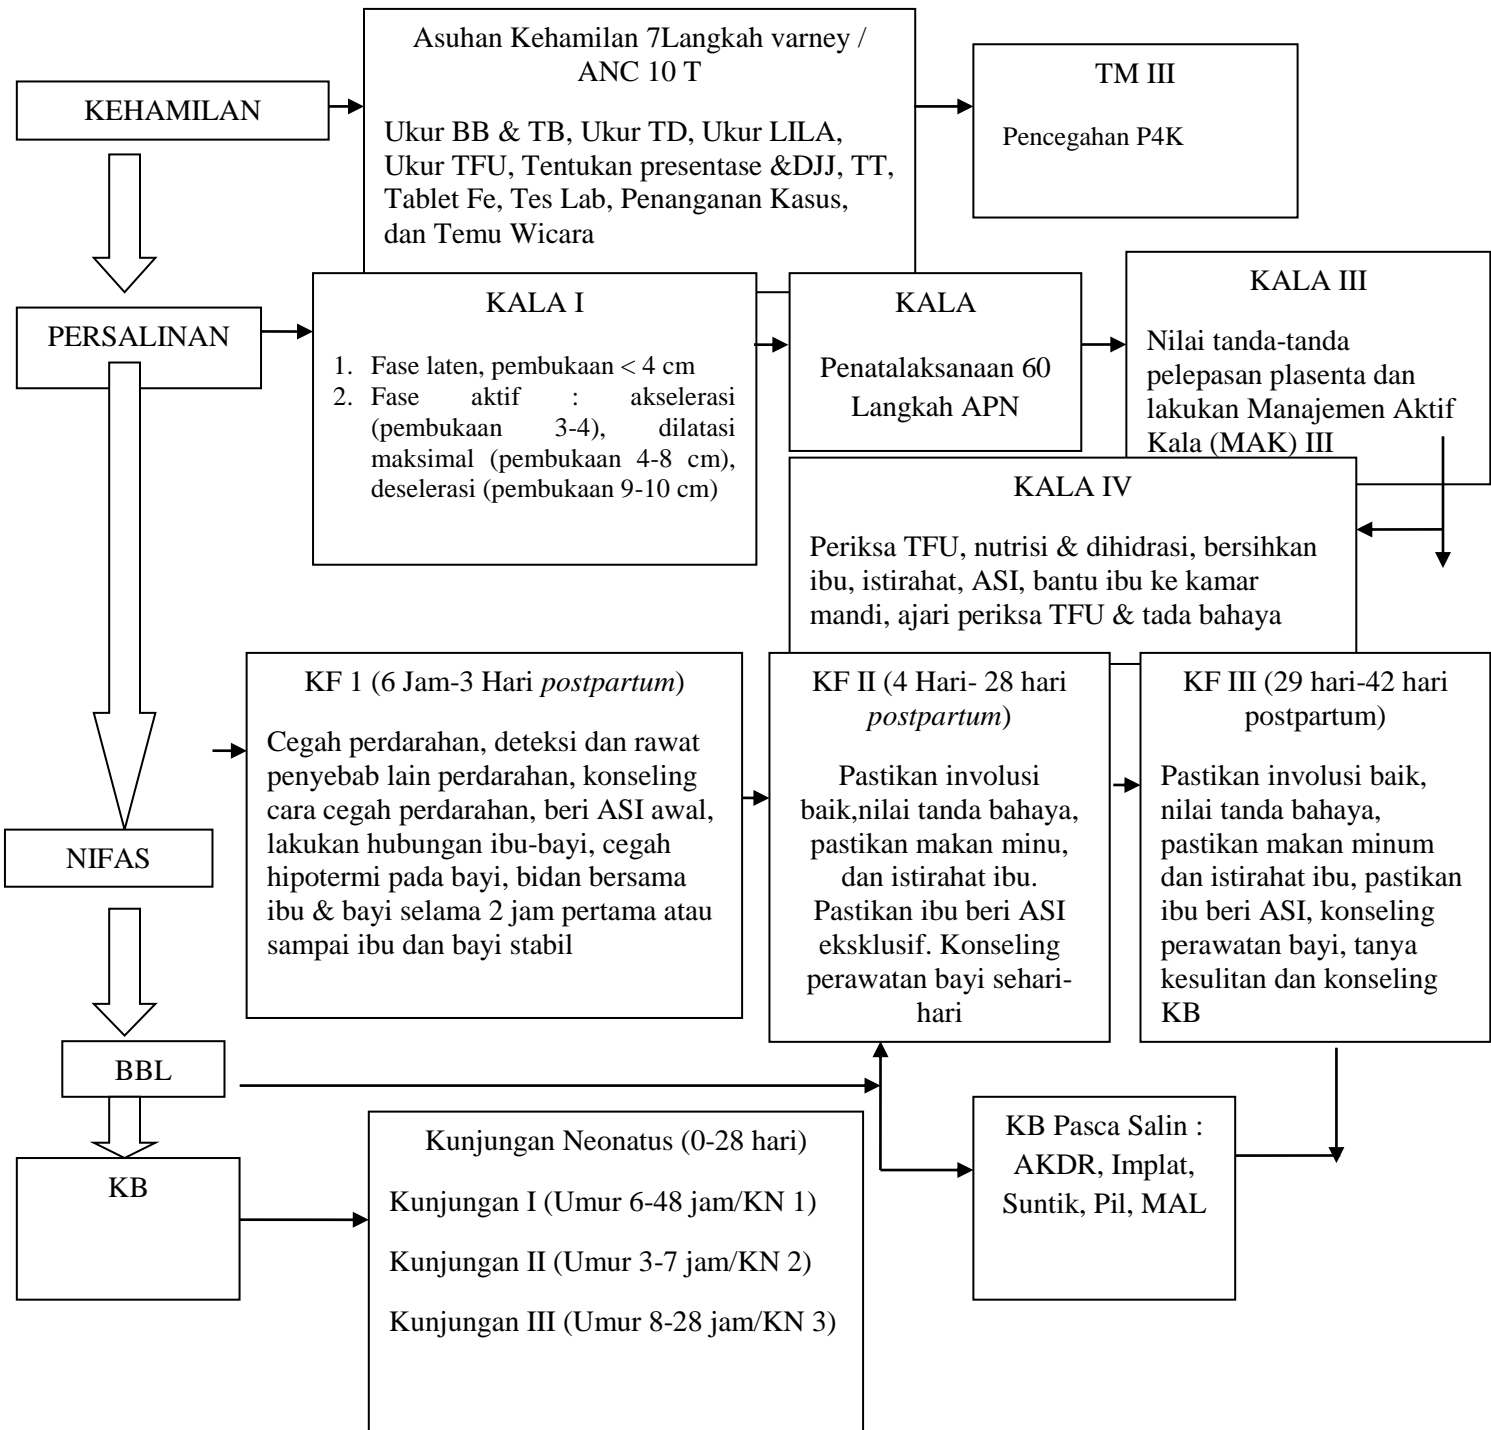 Asuhan Kehamilan 7Langkah varney /
ANC 10 T
Ukur BB & TB, Ukur TD, Ukur LILA,
Ukur TFU, Tentukan presentase &DJJ, TT,
Tablet Fe, Tes Lab, Penanganan Kasus,
dan Temu Wicara
TM III
Pencegahan P4K
KEHAMILAN
PERSALINAN
KALA I
1. Fase laten, pembukaan < 4 cm
2. Fase aktif : akselerasi
(pembukaan 3-4), dilatasi
maksimal (pembukaan 4-8 cm),
deselerasi (pembukaan 9-10 cm)
KALA
Penatalaksanaan 60
Langkah APN
KALA III
Nilai tanda-tanda
pelepasan plasenta dan
lakukan Manajemen Aktif
Kala (MAK) III
KALA IV
Periksa TFU, nutrisi & dihidrasi, bersihkan
ibu, istirahat, ASI, bantu ibu ke kamar
mandi, ajari periksa TFU & tada bahaya
NIFAS
KF 1 (6 Jam-3 Hari postpartum)
Cegah perdarahan, deteksi dan rawat
penyebab lain perdarahan, konseling
cara cegah perdarahan, beri ASI awal,
lakukan hubungan ibu-bayi, cegah
hipotermi pada bayi, bidan bersama
ibu & bayi selama 2 jam pertama atau
sampai ibu dan bayi stabil
KF II (4 Hari- 28 hari
postpartum)
Pastikan involusi
baik,nilai tanda bahaya,
pastikan makan minu,
dan istirahat ibu.
Pastikan ibu beri ASI
eksklusif. Konseling
perawatan bayi sehari-
hari
KF III (29 hari-42 hari
postpartum)
Pastikan involusi baik,
nilai tanda bahaya,
pastikan makan minum
dan istirahat ibu, pastikan
ibu beri ASI, konseling
perawatan bayi, tanya
kesulitan dan konseling
KB
BBL
KB
Kunjungan Neonatus (0-28 hari)
Kunjungan I (Umur 6-48 jam/KN 1)
Kunjungan II (Umur 3-7 jam/KN 2)
Kunjungan III (Umur 8-28 jam/KN 3)
KB Pasca Salin :
AKDR, Implat,
Suntik, Pil, MAL